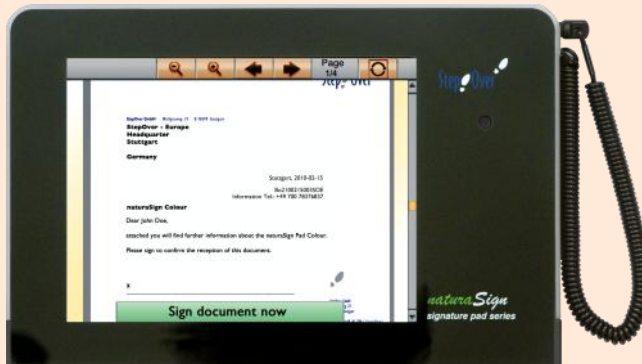 Page
1/4
StepOver
StepOver
StepOver GmbH
StepOver - Europe
Headquarter
Stuttgart
Germany
Stuttgart, 2010-03-15
Information Tel.: +49 700 78376837
naturaSign Colour
Dear John Doe,
attached you will find further information about the naturaSign Pad Colour.
Please sign to confirm the reception of this document.
X
Sign document now
naturaSign
signature pad series